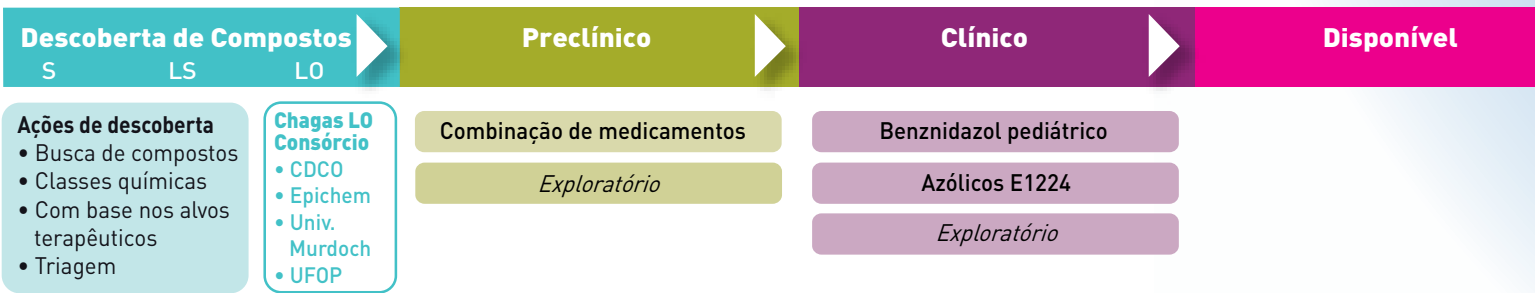 Descoberta de Compostos
S LS LO
Preclínico
Clínico
Disponível
Ações de descoberta
• Busca de compostos
• Classes químicas
• Com base nos alvos
terapêuticos
• Triagem
Chagas LO
Consórcio
• CDCO
• Epichem
• Univ.
Murdoch
• UFOP
Combinação de medicamentos
Exploratório
Benznidazol pediátrico
Azólicos E1224
Exploratório